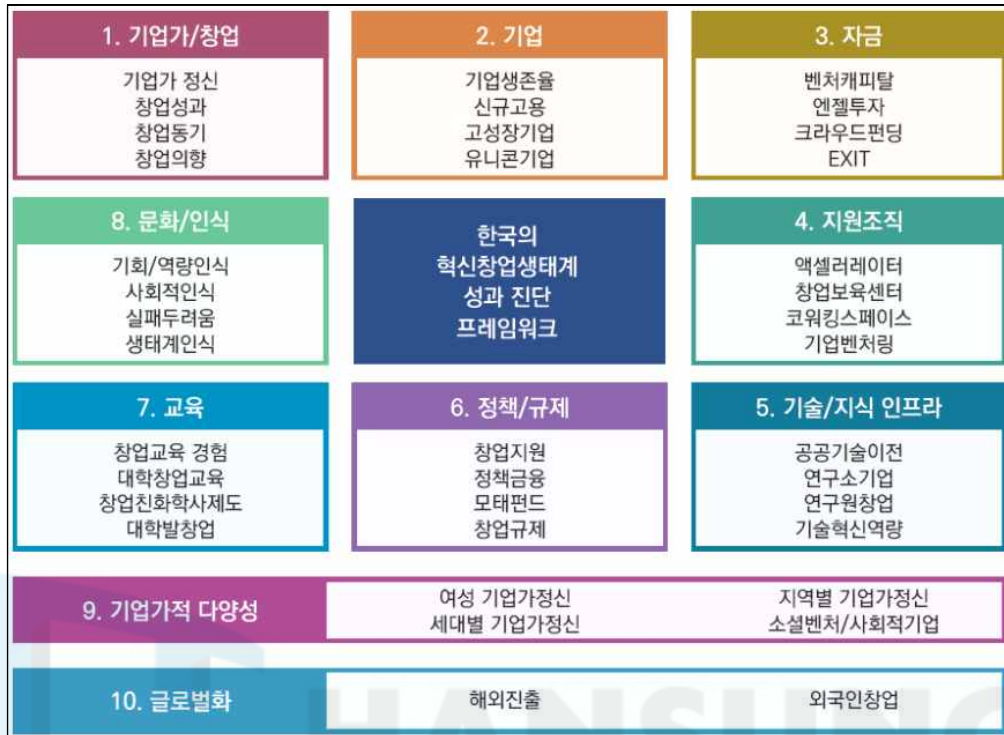 1. 기업가/창업
기업가 정신
창업성과
창업동기
창업의향
2. 기업
기업생존율
신규고용
고성장기업
유니콘기업
3. 자금
벤처캐피탈
엔젤투자
크라우드펀딩
EXIT
8. 문화/인식
기회/역량인식
사회적인식
실패두려움
생태계인식
한국의
혁신창업생태계
성과 진단
프레임워크
4. 지원조직
액셀러레이터
창업보육센터
코워킹스페이스
기업벤처링
7. 교육
창업교육 경험
대학창업교육
창업친화학사제도
대학발창업
6. 정책/규제
창업지원
정책금융
모태펀드
창업규제
5. 기술/지식 인프라
공공기술이전
연구소기업
연구원창업
기술혁신역량
9. 기업가적 다양성
여성 기업가정신
세대별 기업가정신
지역별 기업가정신
소셜벤처/사회적기업
10. 글로벌화
해외진출
외국인창업
HANSUNG